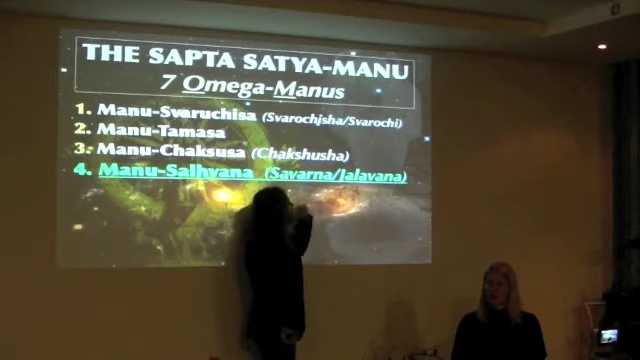 THE SAPTA SATYA-MANU
7 Omega-Manus
1. Manu-Svaruchisa (Svarochisha/Svarochi)
2. Manu-Tamasa
3. Manu-Chaksusa (Chakshusha)
4. Manu-Salhvana (Savarna/Jalavana)